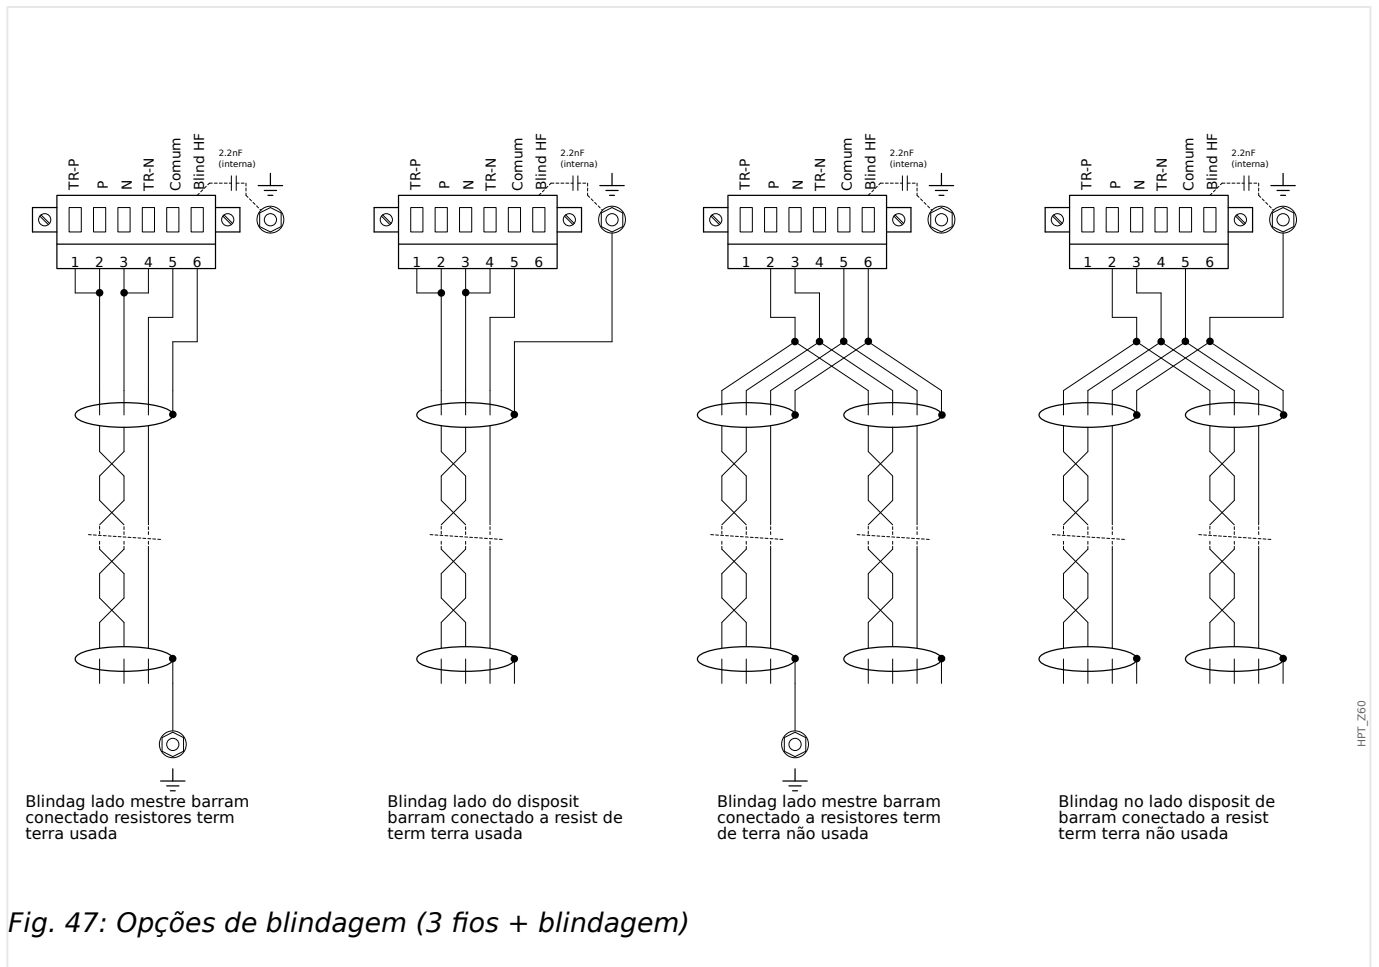 TR-P
P
N
TR-N
Comum
Blind HF
2.2nF
(interna)
1 2 3 4 5 6
TR-P
P
N
TR-N
Comum
Blind HF
2.2nF
(interna)
1 2 3 4 5 6
TR-P
P
N
TR-N
Comum
Blind HF
2.2nF
(interna)
1 2 3 4 5 6
TR-P
P
N
TR-N
Comum
Blind HF
2.2nF
(interna)
1 2 3 4 5 6
HPT_Z60
Blindag lado mestre barram
conectado resistores term
terra usada
Blindag lado do disposit
barram conectado a resist de
term terra usada
Blindag lado mestre barram
conectado a resistores term
de terra não usada
Blindag no lado disposit de
barram conectado a resist
term terra não usada
Fig. 47: Opções de blindagem (3 fios + blindagem)